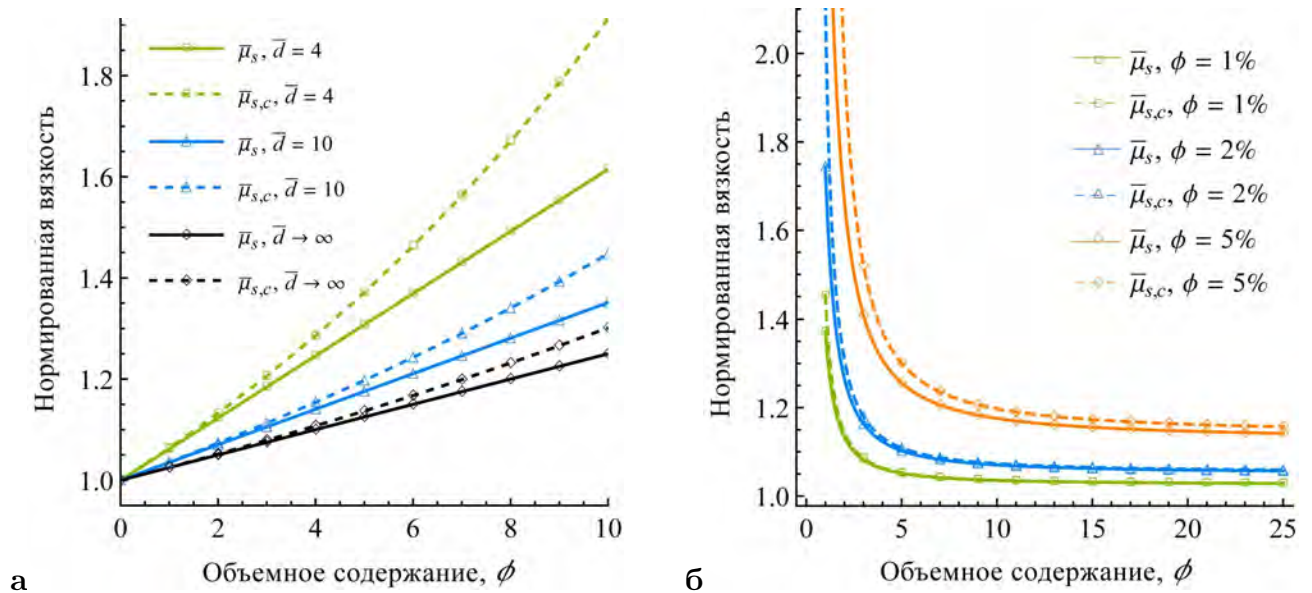 Нормированная вязкость
1.8
1.6
1.4
1.2
1.0
0 2 4 6 8 10
Объемное содержание, ϕ
μ̅ₛ, d̅ = 4
μ̅ₛ,c, d̅ = 4
μ̅ₛ, d̅ = 10
μ̅ₛ,c, d̅ = 10
μ̅ₛ, d̅ → ∞
μ̅ₛ,c, d̅ → ∞
а
Нормированная вязкость
2.0
1.8
1.6
1.4
1.2
1.0
0 5 10 15 20 25
Объемное содержание, ϕ
μ̅ₛ, ϕ = 1%
μ̅ₛ,c, ϕ = 1%
μ̅ₛ, ϕ = 2%
μ̅ₛ,c, ϕ = 2%
μ̅ₛ, ϕ = 5%
μ̅ₛ,c, ϕ = 5%
б